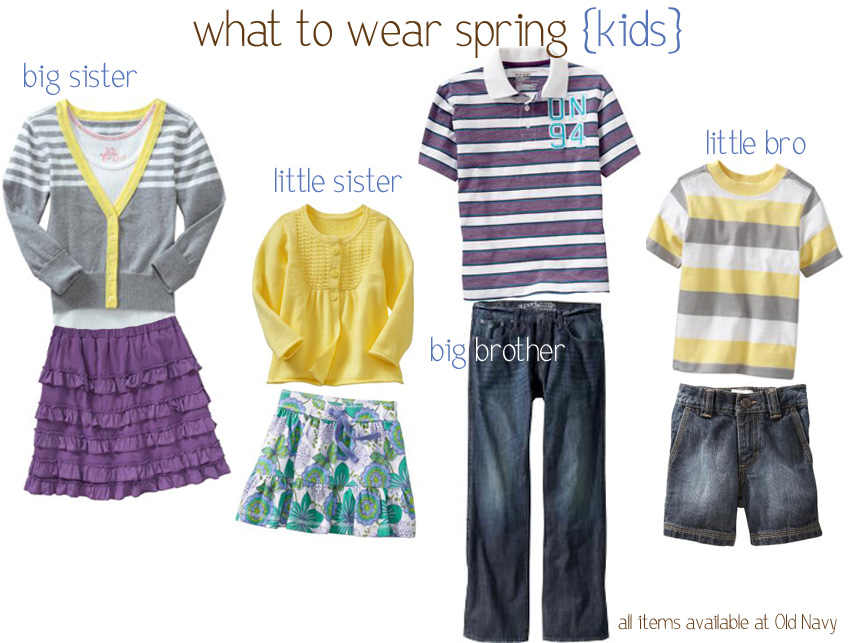 what to wear spring {kids}
big sister
little sister
big brother
little bro
UN
94
all items available at Old Navy